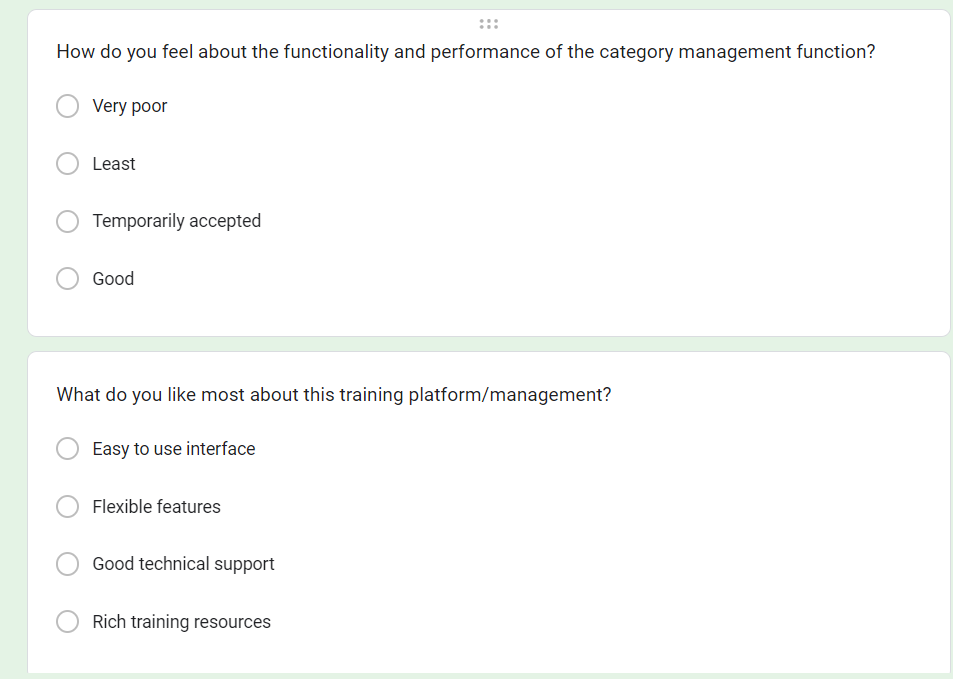 How do you feel about the functionality and performance of the category management function?
Very poor
Least
Temporarily accepted
Good
What do you like most about this training platform/management?
Easy to use interface
Flexible features
Good technical support
Rich training resources